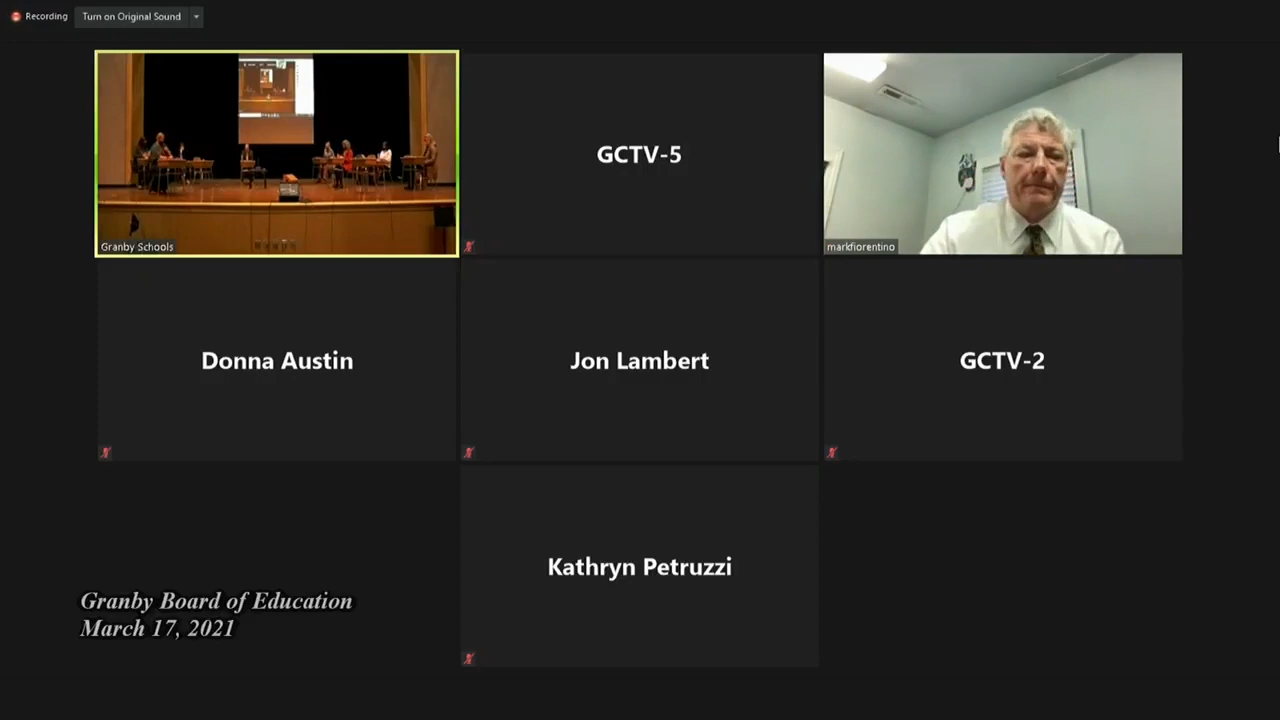 Recording
Turn on Original Sound
Granby Schools
GCTV-5
markfiorentino
Donna Austin
Jon Lambert
GCTV-2
Kathryn Petruzzi
Granby Board of Education
March 17, 2021